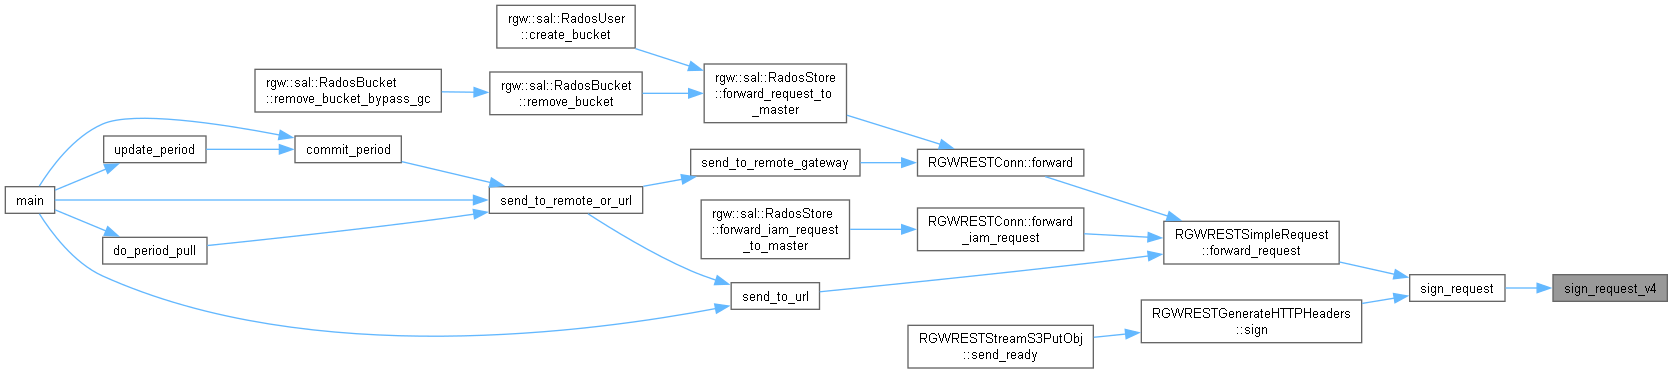 rgw::sal::RadosUser
::create_bucket
rgw::sal::RadosBucket
::remove_bucket_bypass_gc
rgw::sal::RadosBucket
::remove_bucket
rgw::sal::RadosStore
::forward_request_to
_master
update_period
commit_period
send_to_remote_gateway
RGWRESTConn::forward
main
send_to_remote_or_url
rgw::sal::RadosStore
::forward_iam_request
_to_master
RGWRESTConn::forward
_iam_request
RGWRESTSimpleRequest
::forward_request
do_period_pull
send_to_url
sign_request
sign_request_v4
RGWRESTGenerateHTTPHeaders
::sign
RGWRESTStreamS3PutObj
::send_ready